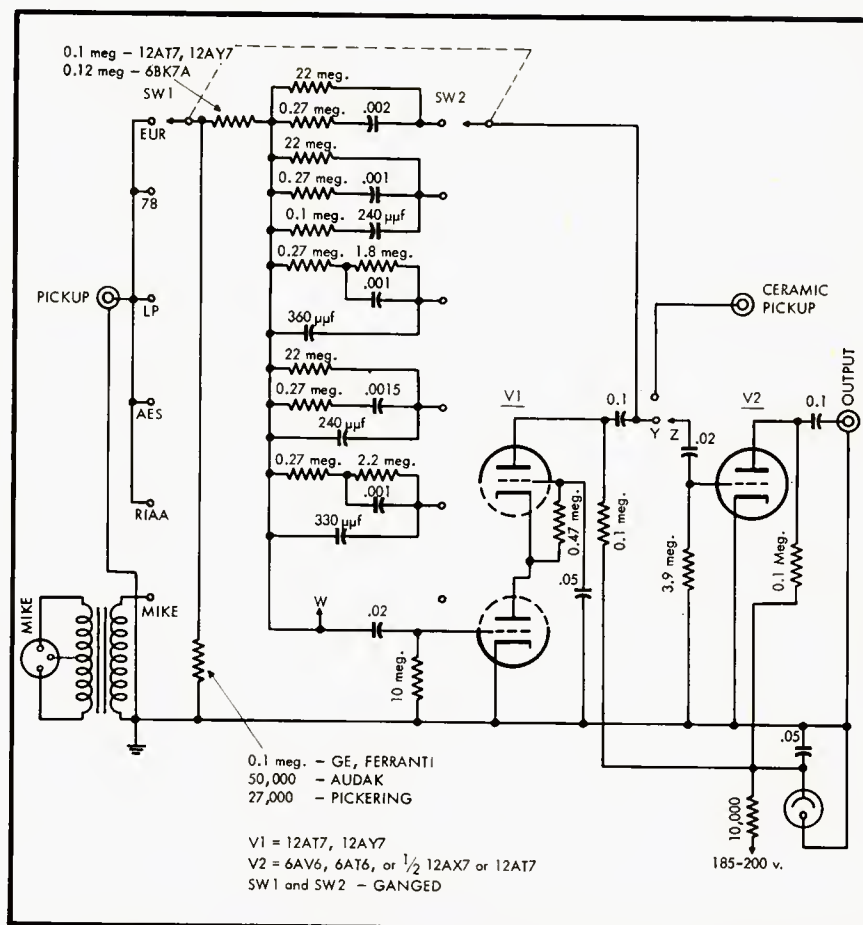 0.1 meg – 12AT7, 12AY7
0.12 meg – 6BK7A
SW1
SW2
22 meg.
0.27 meg.
.002
EUR
22 meg.
0.27 meg.
.001
78
0.1 meg.
240 μμf
0.27 meg.
1.8 meg.
.001
PICKUP
LP
CERAMIC
PICKUP
360 μμf
22 meg.
0.27 meg.
.0015
AES
240 μμf
V1
0.1
Y
Z
V2
0.1
OUTPUT
.02
0.27 meg.
2.2 meg.
.001
RIAA
330 μμf
0.47 meg.
0.1 meg.
3.9 meg.
0.1 Meg.
MIKE
MIKE
W
.02
.05
10 meg.
.05
0.1 meg. – GE, FERRANTI
50,000 – AUDAK
27,000 – PICKERING
10,000
185-200 v.
V1 = 12AT7, 12AY7
V2 = 6AV6, 6AT6, or 1/2 12AX7 or 12AT7
SW1 and SW2 – GANGED